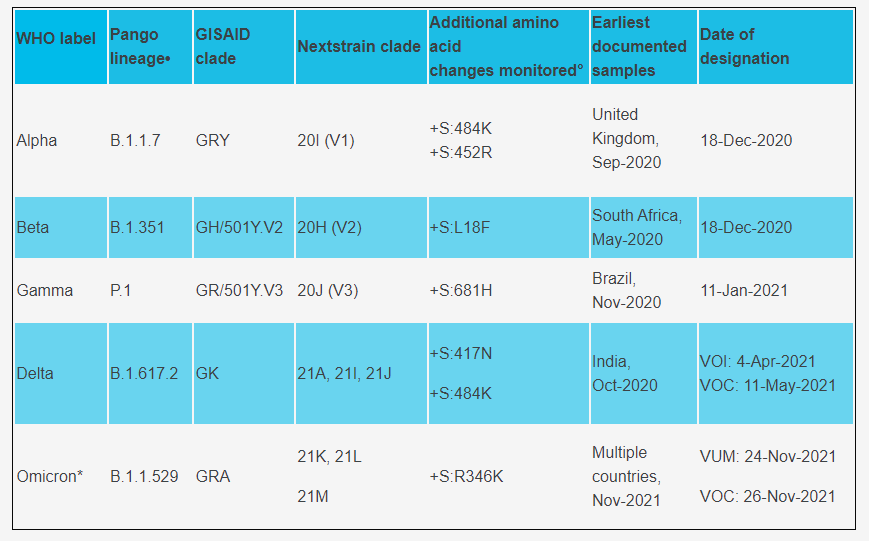 WHO label
Pango
lineage•
GISAID
clade
Nextstrain clade
Additional amino
acid
changes monitored°
Earliest
documented
samples
Date of
designation
Alpha
B.1.1.7
GRY
20I (V1)
+S:484K
+S:452R
United
Kingdom,
Sep-2020
18-Dec-2020
Beta
B.1.351
GH/501Y.V2
20H (V2)
+S:L18F
South Africa,
May-2020
18-Dec-2020
Gamma
P.1
GR/501Y.V3
20J (V3)
+S:681H
Brazil,
Nov-2020
11-Jan-2021
Delta
B.1.617.2
GK
21A, 21I, 21J
+S:417N
+S:484K
India,
Oct-2020
VOI: 4-Apr-2021
VOC: 11-May-2021
Omicron*
B.1.1.529
GRA
21K, 21L
21M
+S:R346K
Multiple
countries,
Nov-2021
VUM: 24-Nov-2021
VOC: 26-Nov-2021